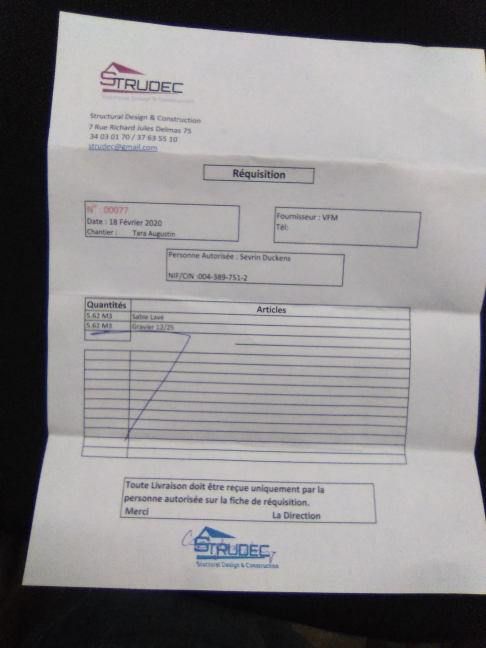 STRUDEC
Structural Design & Construction
Structural Design & Construction
7 Rue Richard Jules Delmas 75
34 03 01 70 / 37 63 55 10
strudec@gmail.com
Réquisition
N° : 00077
Date : 18 Février 2020
Chantier : Tera Augustin
Fournisseur : VFM
Tél:
Personne Autorisée : Sevrin Duckens
NIF/CIN :004-389-751-2
Quantités Articles
5.62 M3 Sable Lavé
5.62 M3 Gravier 12/25
Toute Livraison doit être reçue uniquement par la
personne autorisée sur la fiche de réquisition.
Merci La Direction
STRUDEC
Structural Design & Construction